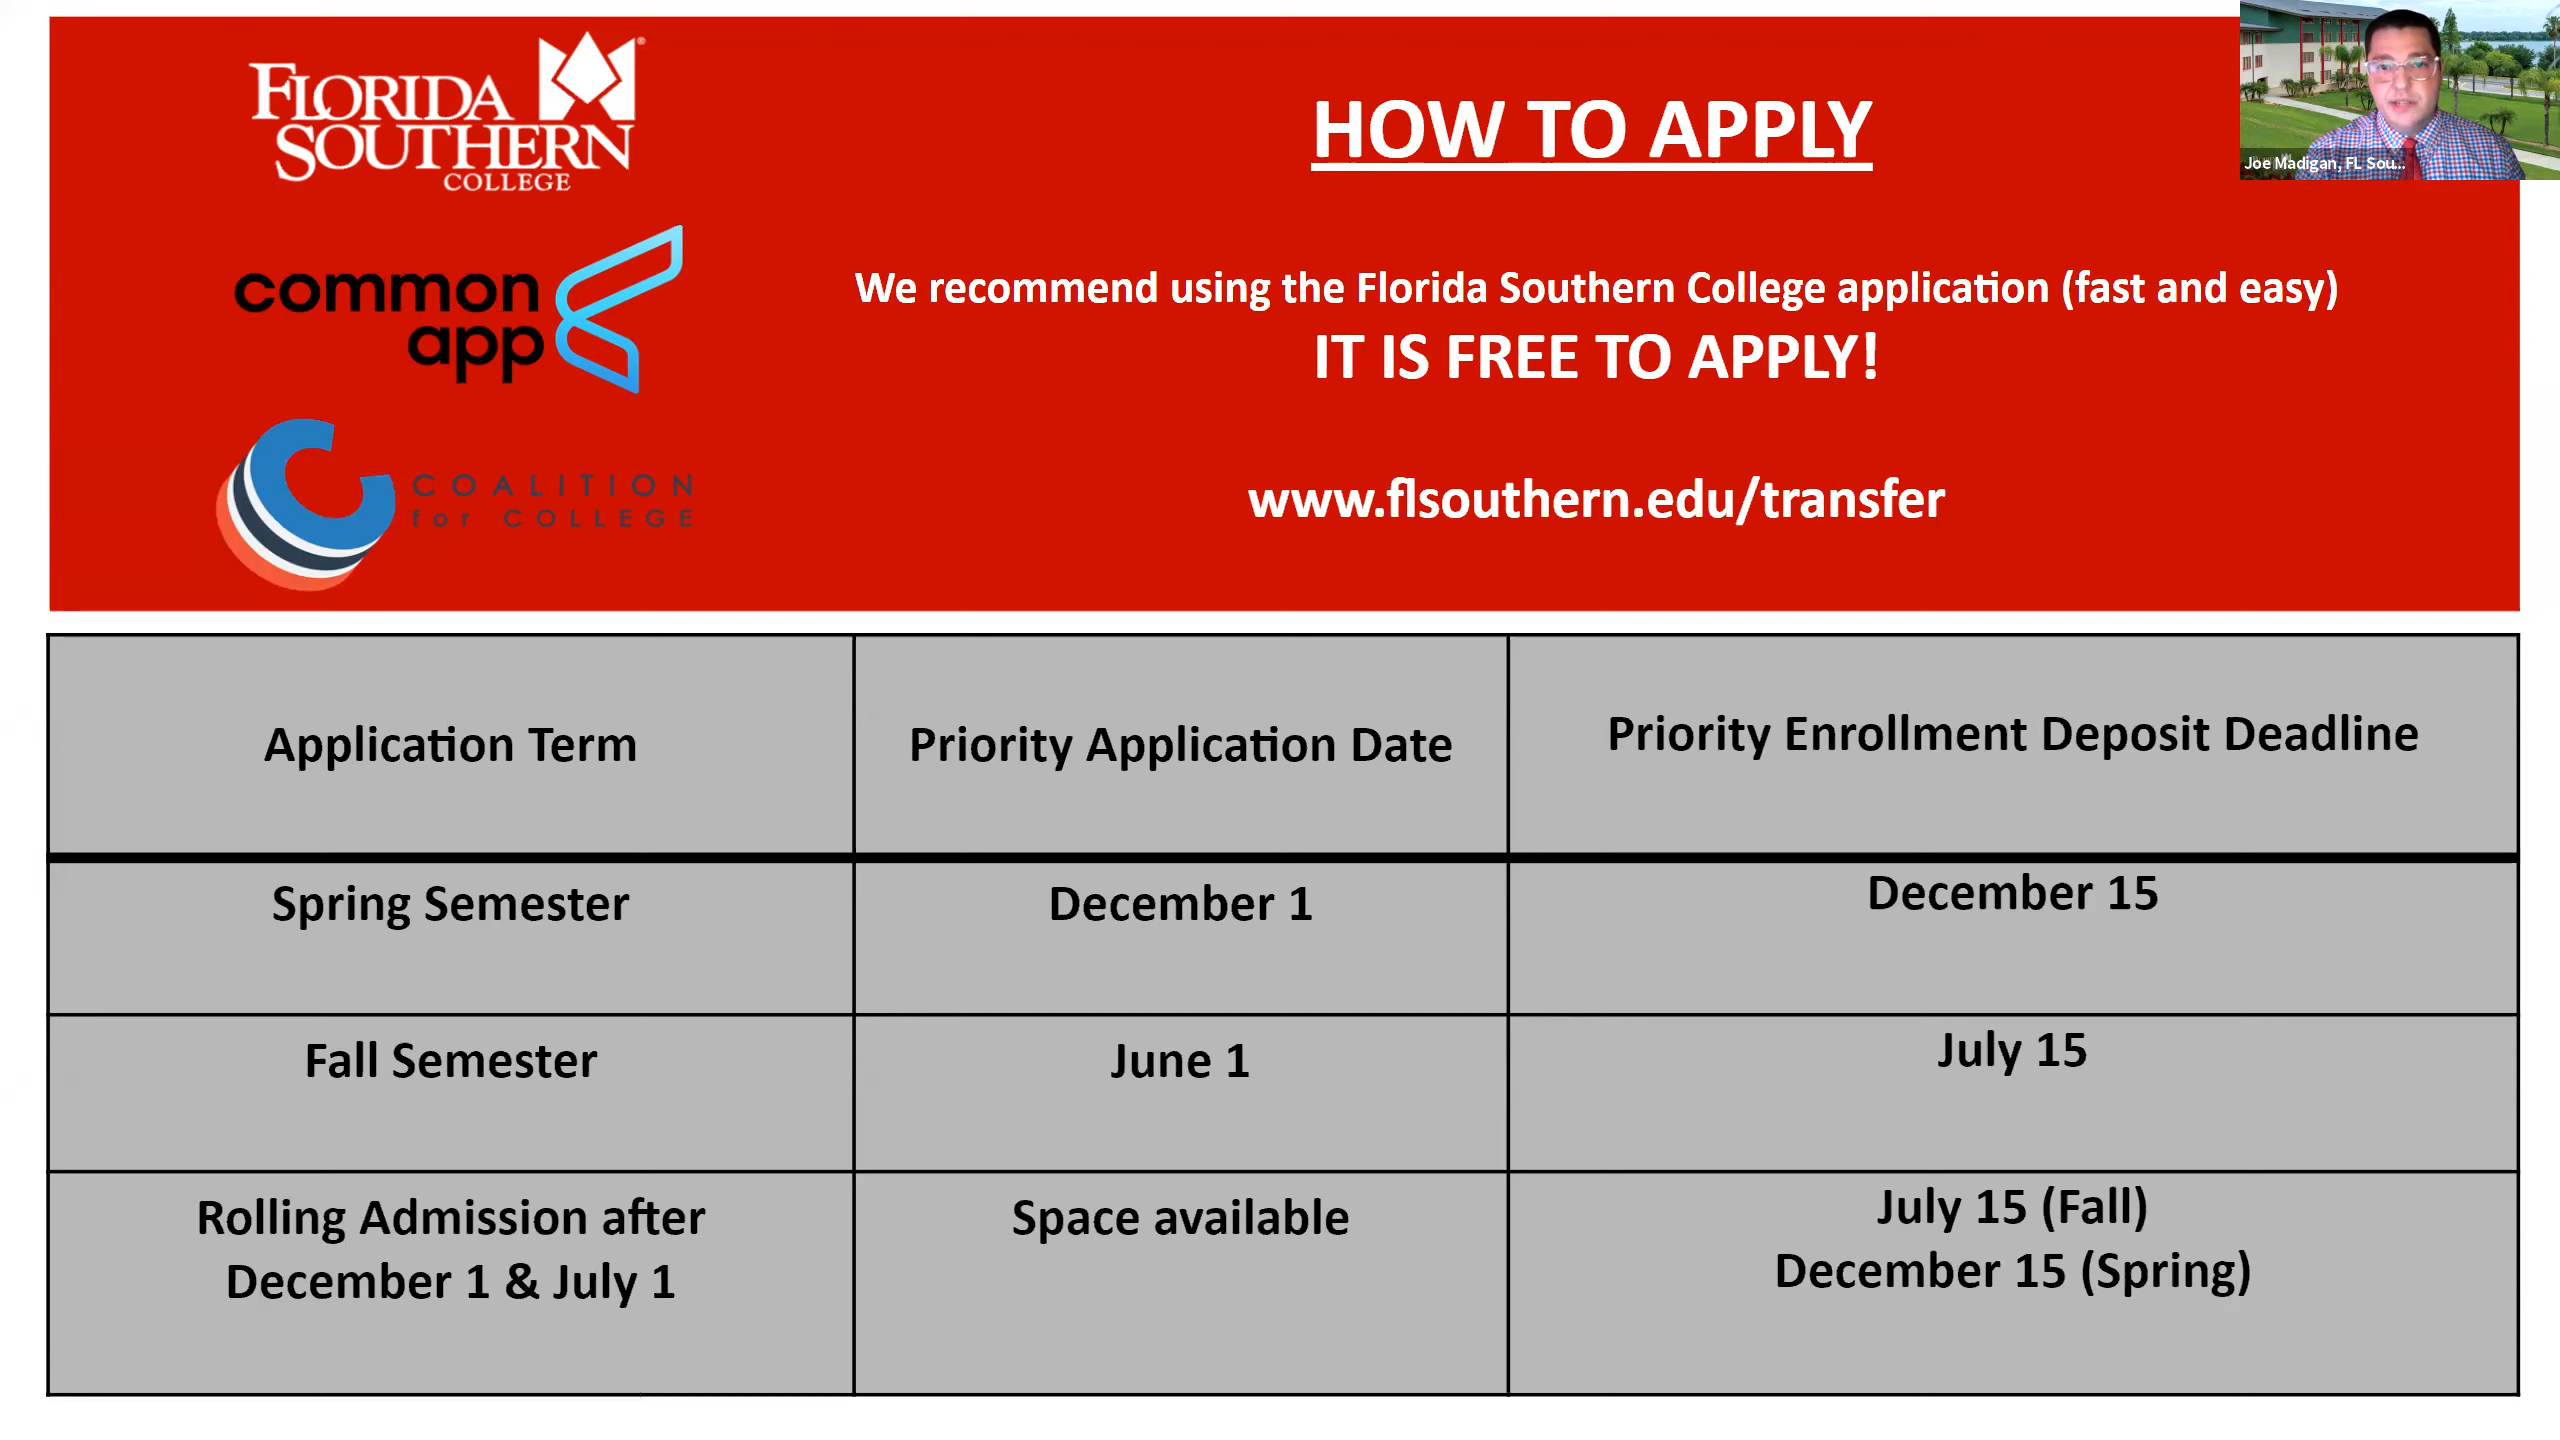 FLORIDA
SOUTHERN
COLLEGE
common
app
COALITION
for COLLEGE
HOW TO APPLY
We recommend using the Florida Southern College application (fast and easy)
IT IS FREE TO APPLY!
www.flsouthern.edu/transfer
Joe Madigan, FL Sou...
Application Term
Priority Application Date
Priority Enrollment Deposit Deadline
Spring Semester
December 1
December 15
Fall Semester
June 1
July 15
Rolling Admission after
December 1 & July 1
Space available
July 15 (Fall)
December 15 (Spring)